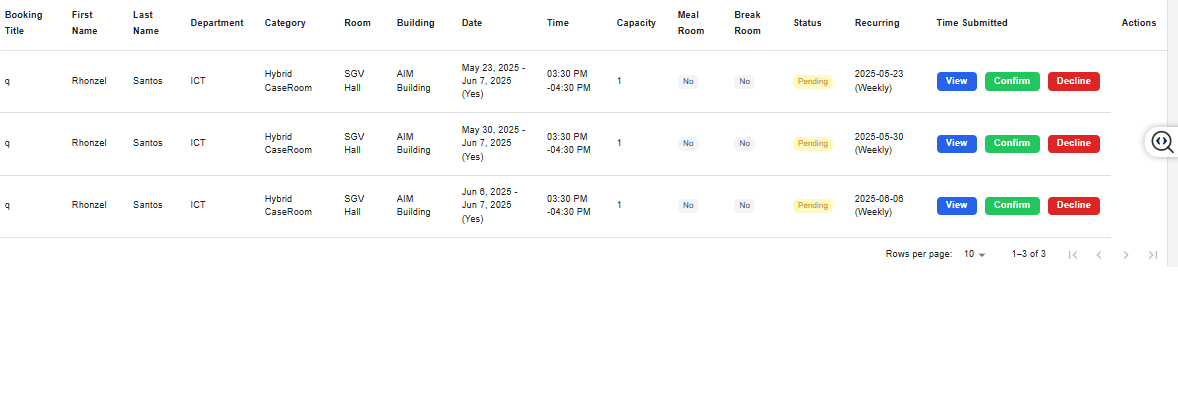 Booking Title First Name Last Name Department Category Room Building Date Time Capacity Meal Room Break Room Status Recurring Time Submitted Actions
q Rhonzel Santos ICT Hybrid CaseRoom SGV Hall AIM Building May 23, 2025 - Jun 7, 2025 (Yes) 03:30 PM -04:30 PM 1 No No Pending 2025-05-23 (Weekly) View Confirm Decline
q Rhonzel Santos ICT Hybrid CaseRoom SGV Hall AIM Building May 30, 2025 - Jun 7, 2025 (Yes) 03:30 PM -04:30 PM 1 No No Pending 2025-05-30 (Weekly) View Confirm Decline
q Rhonzel Santos ICT Hybrid CaseRoom SGV Hall AIM Building Jun 6, 2025 - Jun 7, 2025 (Yes) 03:30 PM -04:30 PM 1 No No Pending 2025-06-06 (Weekly) View Confirm Decline
Rows per page: 10 1–3 of 3